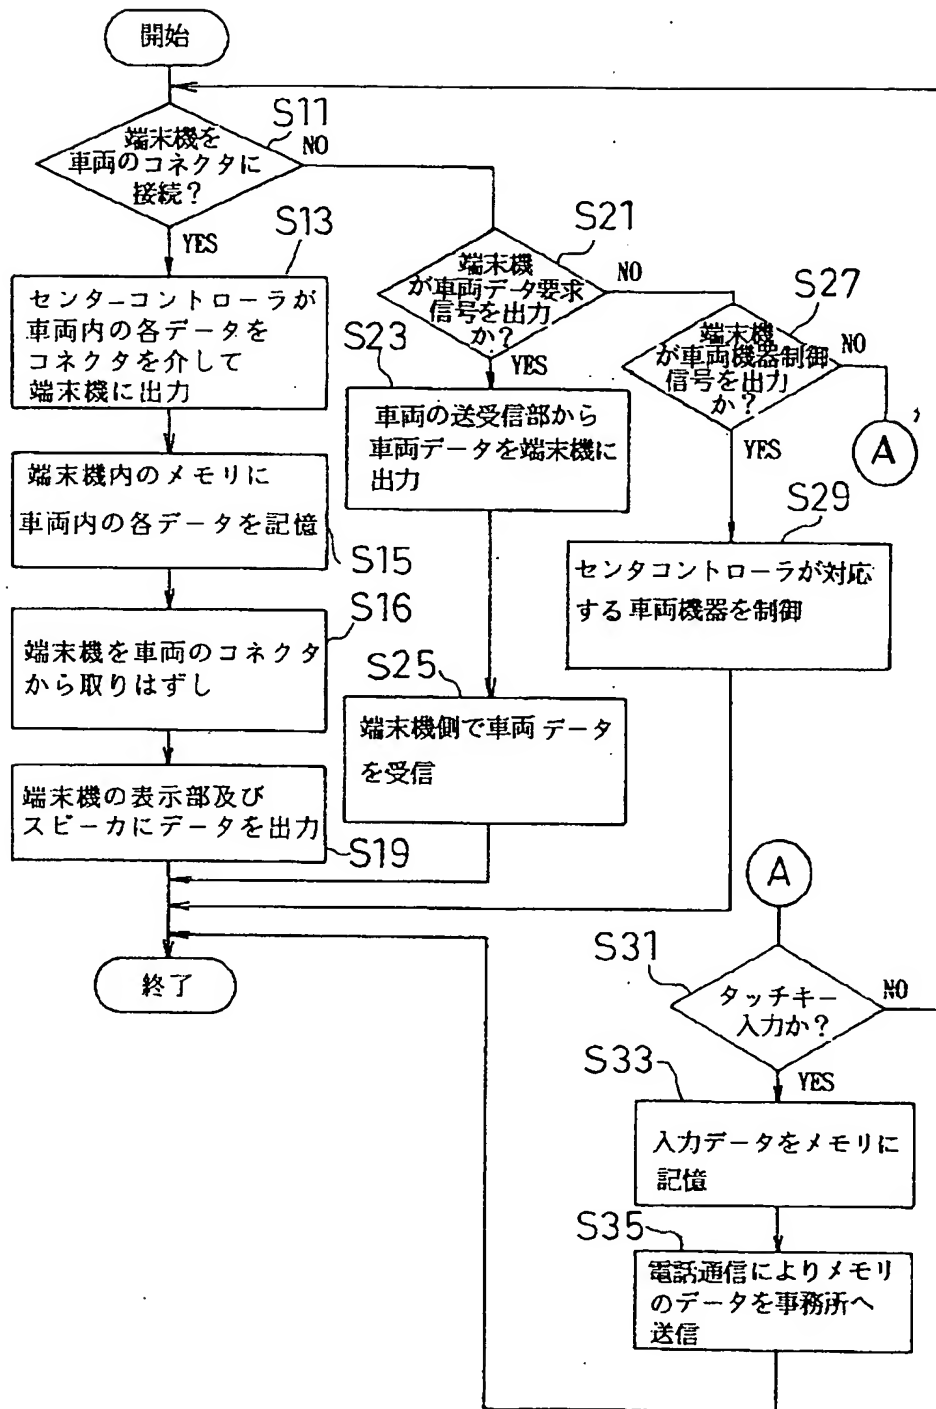 開始
S11
端末機を
車両のコネクタに
接続?
NO
YES
S13
センターコントローラが
車両内の各データを
コネクタを介して
端末機に出力
端末機内のメモリに
車両内の各データを記憶
S15
S16
端末機を車両のコネクタ
から取りはずし
端末機の表示部及び
スピーカにデータを出力
S19
終了
S21
端末機
が車両データ要求
信号を出力
か?
NO
YES
S23
車両の送受信部から
車両データを端末機に
出力
S25
端末機側で車両データ
を受信
S27
端末機
が車両機器制御
信号を出力
か?
NO
YES
A
S29
センタコントローラが対応
する車両機器を制御
A
S31
タッチキー
入力か?
NO
YES
S33
入力データをメモリに
記憶
S35
電話通信によりメモリ
のデータを事務所へ
送信